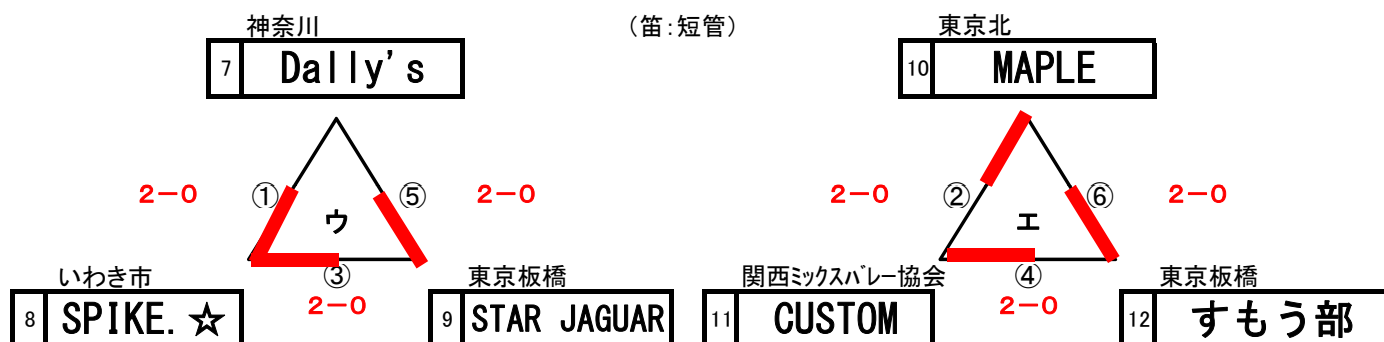 神奈川 (笛:短管) 東京北
7 Dally's 10 MAPLE
2-0 ① ⑤ 2-0 2-0 ② ⑥ 2-0
ウ エ
いわき市 ③ 東京板橋 関西ミックスバレー協会 ④ 東京板橋
2-0 2-0
8 SPIKE.☆ 9 STAR JAGUAR 11 CUSTOM 12 すもう部